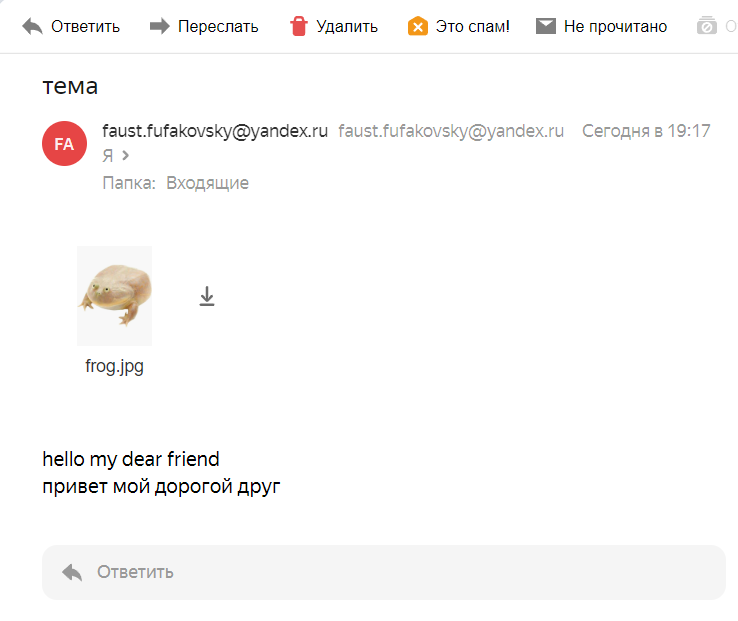 Ответить Переслать Удалить Это спам! Не прочитано О
тема
FA faust.fufakovsky@yandex.ru faust.fufakovsky@yandex.ru Сегодня в 19:17
Я
Папка: Входящие
frog.jpg
hello my dear friend
привет мой дорогой друг
Ответить